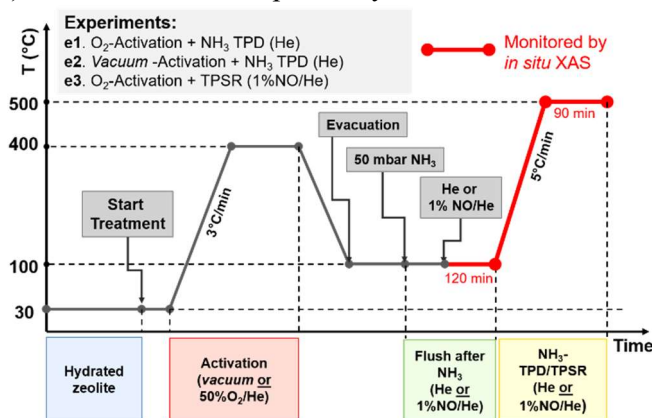 Experiments:
e1. O₂-Activation + NH₃ TPD (He)
e2. Vacuum -Activation + NH₃ TPD (He)
e3. O₂-Activation + TPSR (1%NO/He)
Monitored by
in situ XAS
T (°C)
500
400
100
30
Start
Treatment
3°C/min
Evacuation
50 mbar NH₃
He or
1% NO/He
120 min
5°C/min
90 min
Time
Hydrated
zeolite
Activation
(vacuum or
50%O₂/He)
Flush after
NH₃
(He or
1%NO/He)
NH₃-
TPD/TPSR
(He or
1%NO/He)